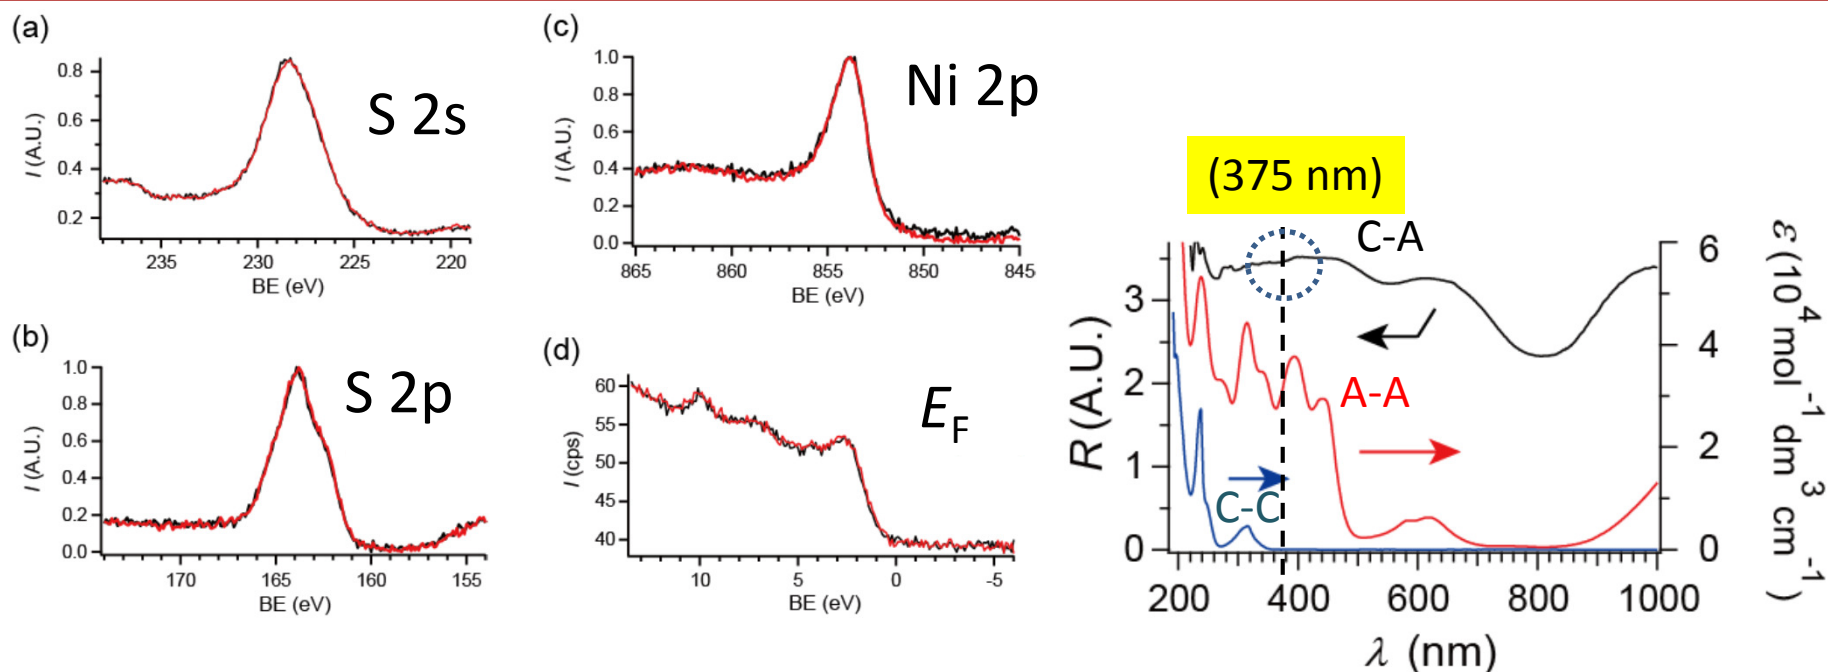 (a)
0.8
0.6
0.4
0.2
I (A.U.)
S 2s
235
230
225
220
BE (eV)
(b)
1.0
0.8
0.6
0.4
0.2
0.0
I (A.U.)
S 2p
170
165
160
155
BE (eV)
(c)
1.0
0.8
0.6
0.4
0.2
0.0
I (A.U.)
Ni 2p
865
860
855
850
845
BE (eV)
(d)
60
55
50
45
40
I (cps)
EF
10
5
0
-5
BE (eV)
(375 nm)
C-A
A-A
C-C
3
2
1
0
R (A.U.)
6
4
2
0
ε (10^4 mol^-1 dm^3 cm^-1)
200
400
600
800
1000
λ (nm)